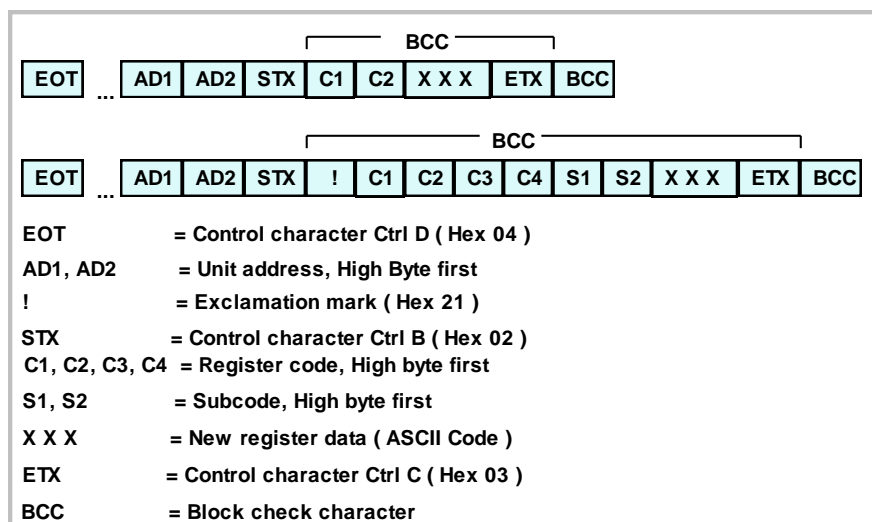 BCC
EOT ... AD1 AD2 STX C1 C2 X X X ETX BCC
BCC
EOT ... AD1 AD2 STX ! C1 C2 C3 C4 S1 S2 X X X ETX BCC
EOT = Control character Ctrl D ( Hex 04 )
AD1, AD2 = Unit address, High Byte first
! = Exclamation mark ( Hex 21 )
STX = Control character Ctrl B ( Hex 02 )
C1, C2, C3, C4 = Register code, High byte first
S1, S2 = Subcode, High byte first
X X X = New register data ( ASCII Code )
ETX = Control character Ctrl C ( Hex 03 )
BCC = Block check character